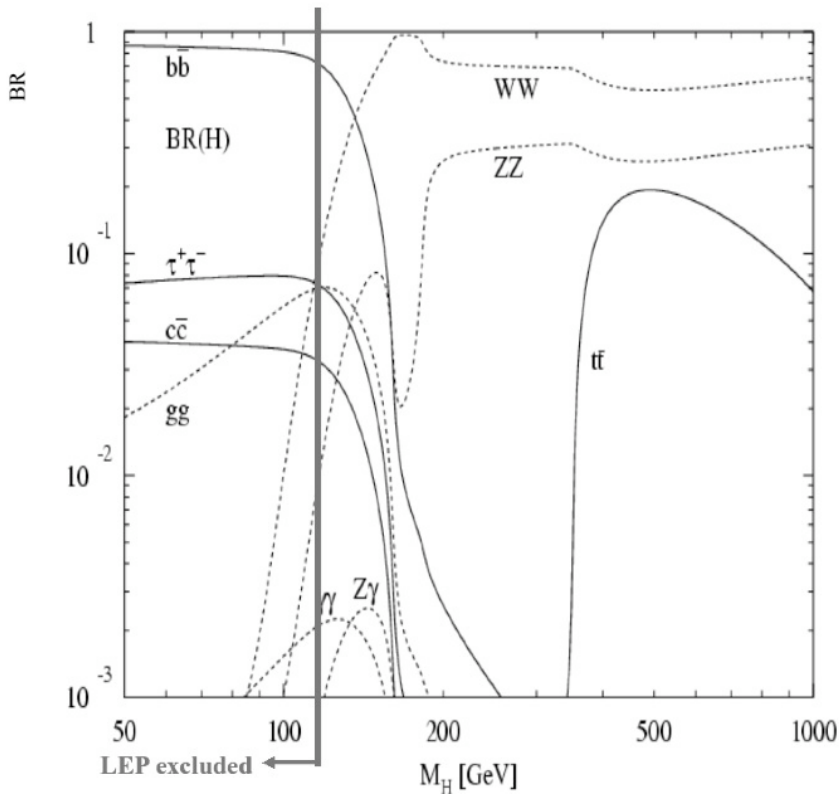 BR
1
bb̄
BR(H)
WW
ZZ
10⁻¹
τ⁺τ⁻
cc̄
tt̄
gg
10⁻²
γγ
Zγ
10⁻³
50
100
200
500
1000
LEP excluded
M_H [GeV]